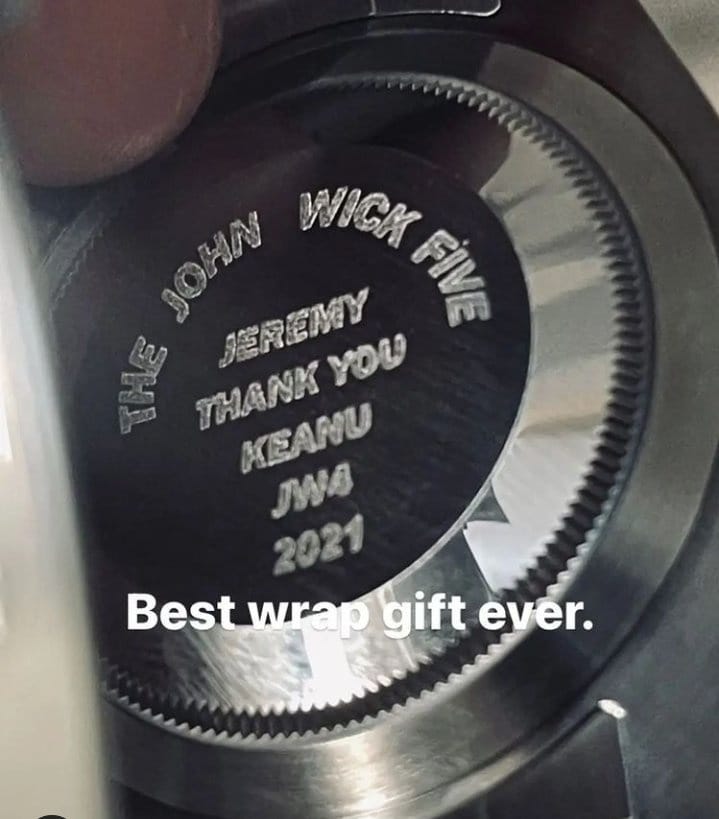 THE JOHN WICK FIVE
JEREMY
THANK YOU
KEANU
JW4
2021
Best wrap gift ever.